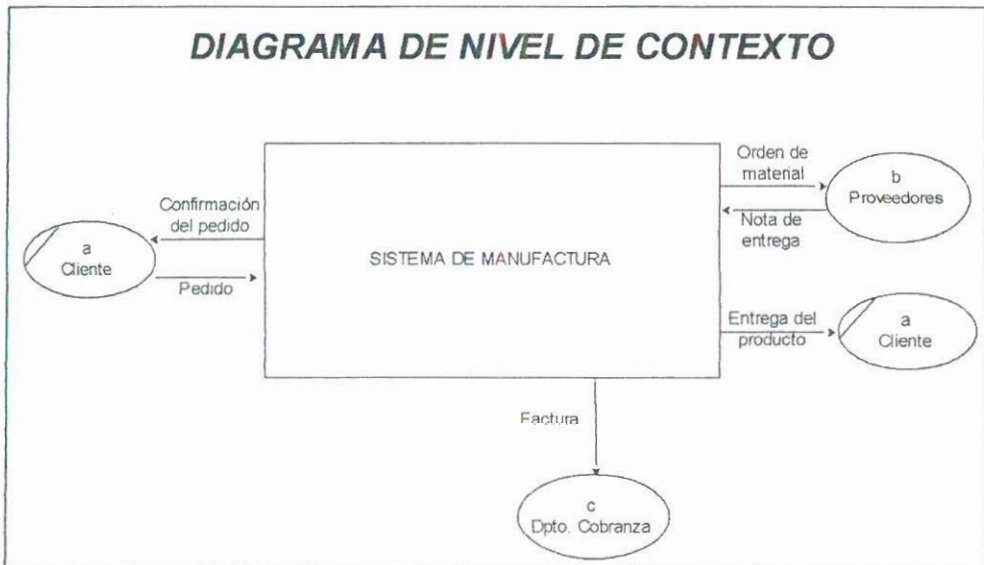 DIAGRAMA DE NIVEL DE CONTEXTO
Confirmación
del pedido
a
Cliente
Pedido
SISTEMA DE MANUFACTURA
Orden de
material
b
Proveedores
Nota de
entrega
Entrega del
producto
a
Cliente
Factura
c
Dpto. Cobranza